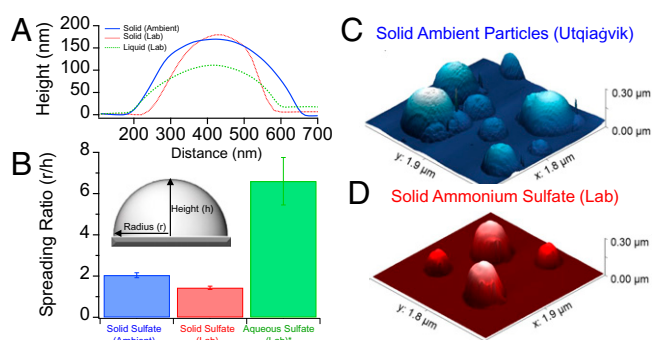 A
Solid (Ambient)
Solid (Lab)
Liquid (Lab)
Height (nm)
200
150
100
50
0
200 300 400 500 600 700
Distance (nm)
B
Spreading Ratio (r/h)
8
6
4
2
0
Height (h)
Radius (r)
Solid Sulfate
(Ambient)
Solid Sulfate
(Lab)
Aqueous Sulfate
(Lab)*
C
Solid Ambient Particles (Utqiaġvik)
0.30 µm
0.00 µm
y: 1.9 µm
x: 1.8 µm
D
Solid Ammonium Sulfate (Lab)
0.30 µm
0.00 µm
y: 1.8 µm
x: 1.9 µm